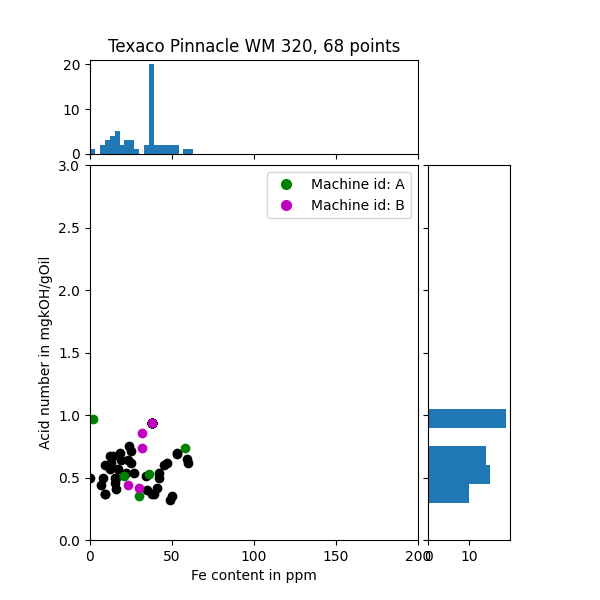 Texaco Pinnacle WM 320, 68 points
20
10
0
3.0
2.5
2.0
1.5
1.0
0.5
0.0
Acid number in mgkOH/gOil
Machine id: A
Machine id: B
0 50 100 150 200
0 10
Fe content in ppm